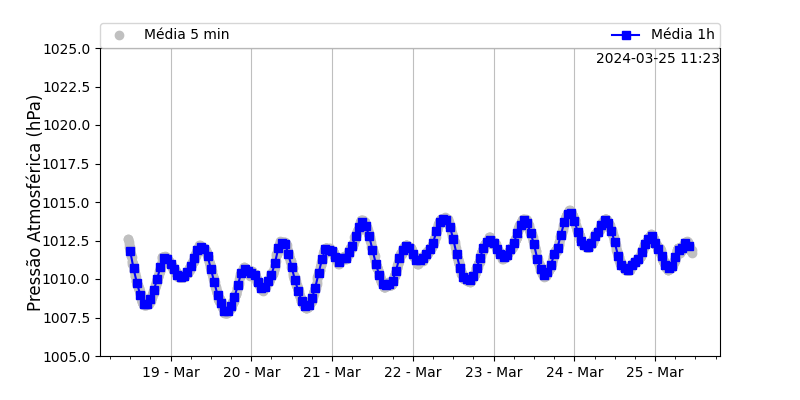 Média 5 min
Média 1h
2024-03-25 11:23
Pressão Atmosférica (hPa)
1025.0
1022.5
1020.0
1017.5
1015.0
1012.5
1010.0
1007.5
1005.0
19 - Mar
20 - Mar
21 - Mar
22 - Mar
23 - Mar
24 - Mar
25 - Mar